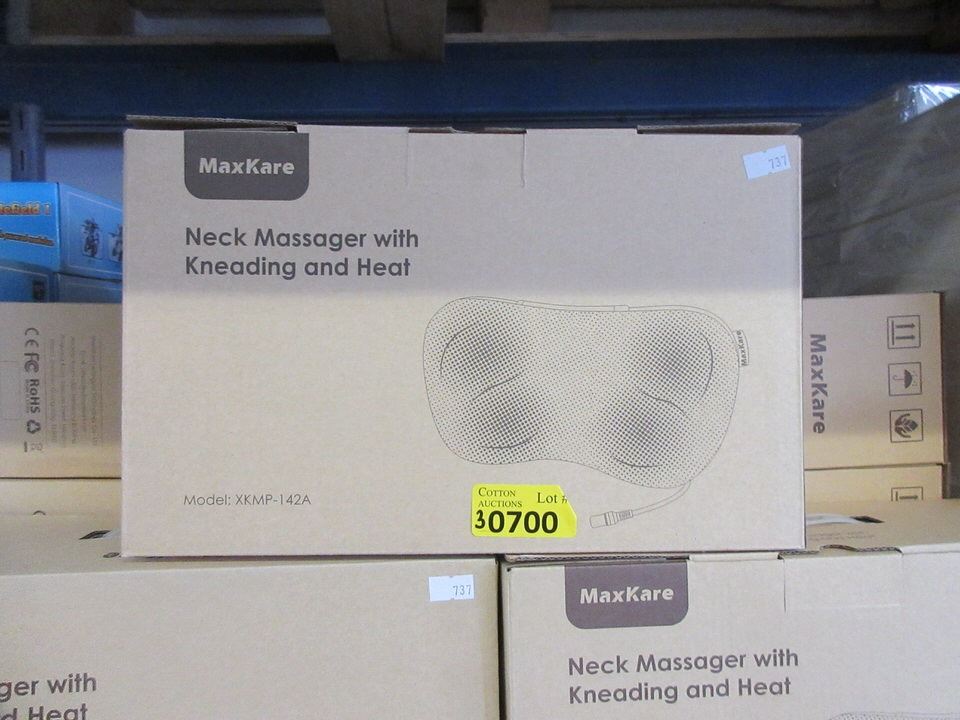 MaxKare
737
Neck Massager with
Kneading and Heat
MaxKare
Model: XKMP-142A
COTTON
AUCTIONS
Lot #
30700
CE FC RoHS
MaxKare
737
MaxKare
Neck Massager with
Kneading and Heat
ger with
d Heat